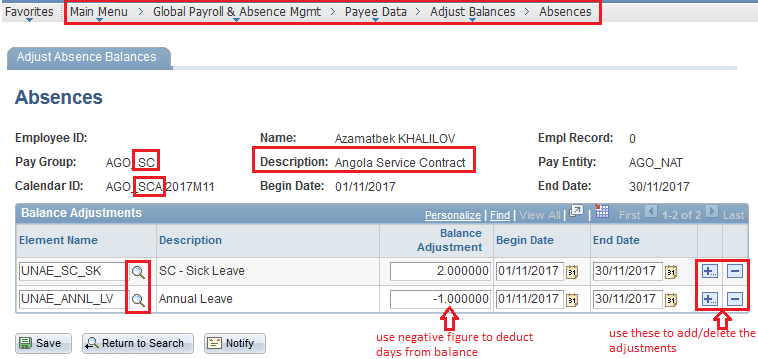 Favorites Main Menu > Global Payroll & Absence Mgmt > Payee Data > Adjust Balances > Absences
Adjust Absence Balances
Absences
Employee ID: Name: Azamatbek KHALILOV Empl Record: 0
Pay Group: AGO_SC Description: Angola Service Contract Pay Entity: AGO_NAT
Calendar ID: AGO_SCA2017M11 Begin Date: 01/11/2017 End Date: 30/11/2017
Balance Adjustments Personalize | Find | View All | First 1-2 of 2 Last
Element Name Description Balance Adjustment Begin Date End Date
UNAE_SC_SK SC - Sick Leave 2.000000 01/11/2017 31 30/11/2017 31 + -
UNAE_ANNL_LV Annual Leave -1.000000 01/11/2017 31 30/11/2017 31 + -
Save Return to Search Notify
use negative figure to deduct days from balance
use these to add/delete the adjustments